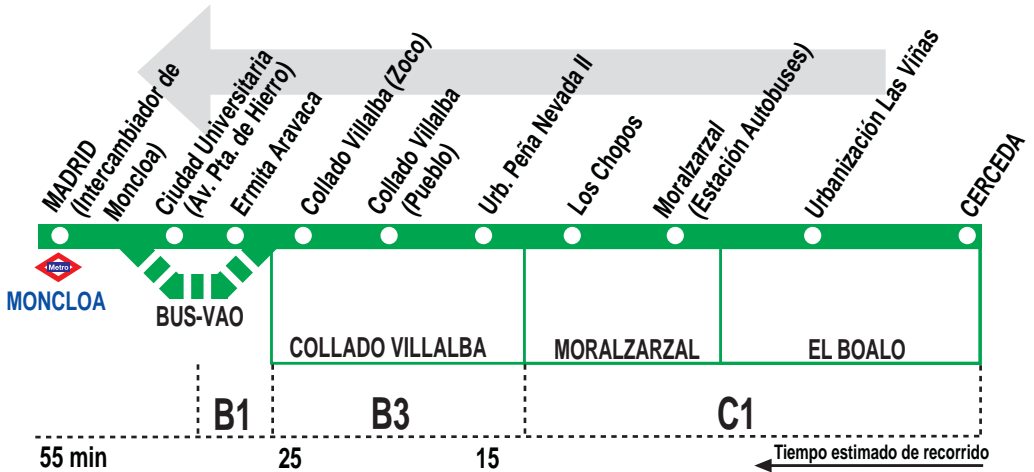 MADRID
(Intercambiador de
Moncloa)
Ciudad Universitaria
(Av. Pta. de Hierro)
Ermita Aravaca
Collado Villalba (Zoco)
Collado Villalba
(Pueblo)
Urb. Peña Nevada II
Los Chopos
Moralzarzal
(Estación Autobuses)
Urbanización Las Viñas
CERCEDA
Metro
MONCLOA
BUS-VAO
COLLADO VILLALBA
MORALZARZAL
EL BOALO
B1
B3
C1
55 min
25
15
Tiempo estimado de recorrido